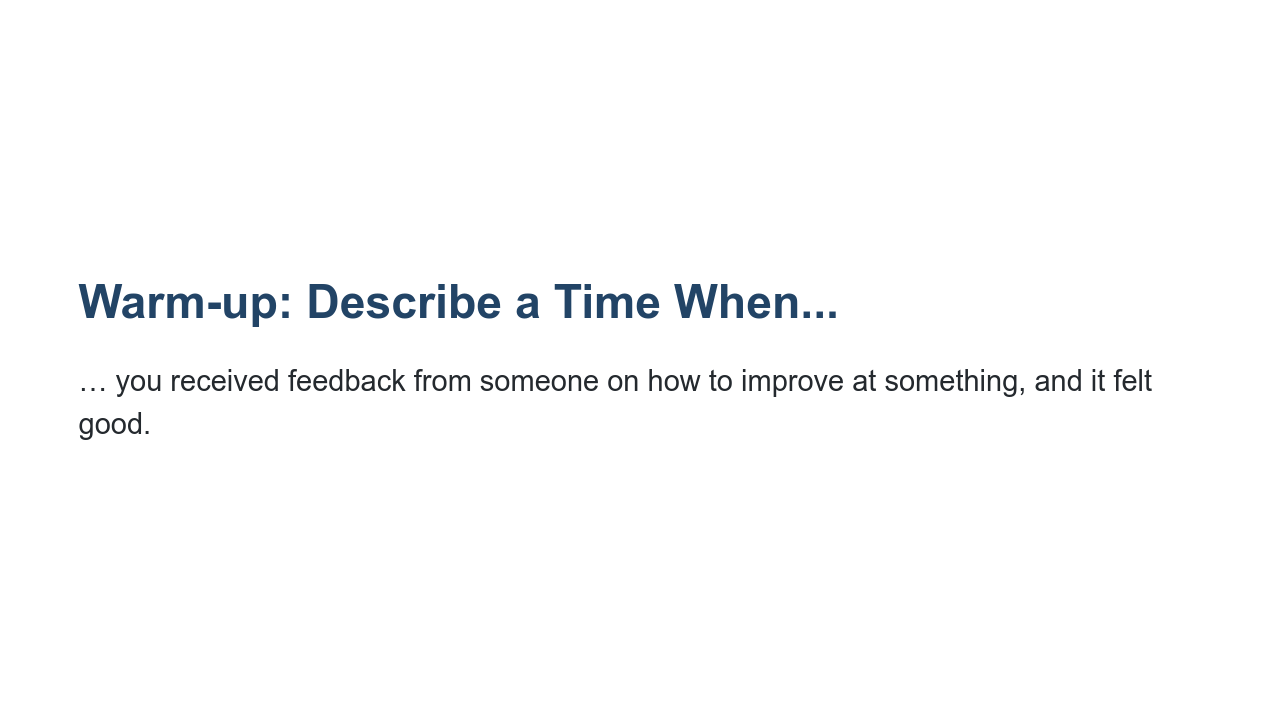 Warm-up: Describe a Time When...
… you received feedback from someone on how to improve at something, and it felt
good.